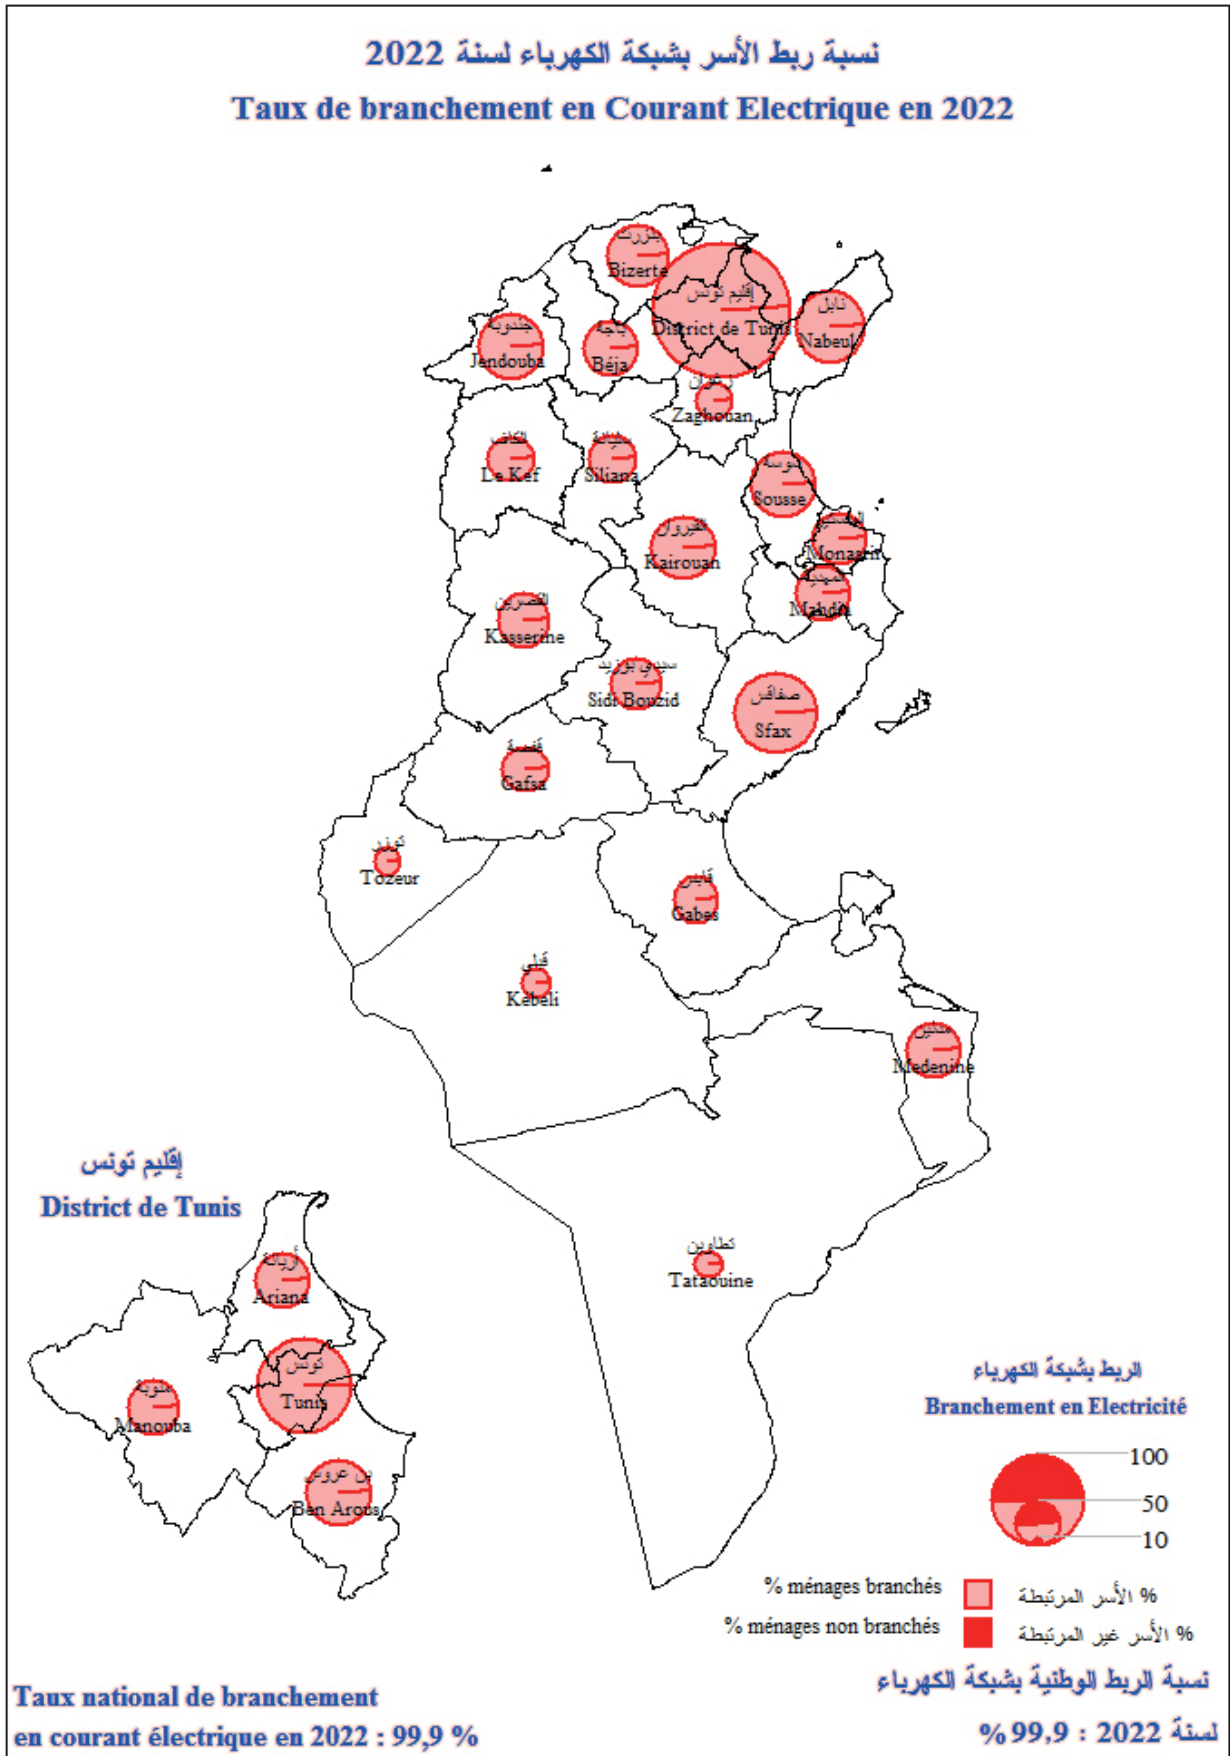 نسبة ربط الأسر بشبكة الكهرباء لسنة 2022
Taux de branchement en Courant Electrique en 2022
بنزرت
Bizerte
إقليم تونس
District de Tunis
نابل
Nabeul
جندوبة
Jendouba
باجة
Béja
زغوان
Zaghouan
الكاف
Le Kef
سليانة
Siliana
سوسة
Sousse
المنستير
Monastir
القيروان
Kairouan
المهدية
Mahdia
القصرين
Kasserine
سيدي بوزيد
Sidi Bouzid
صفاقس
Sfax
قفصة
Gafsa
توزر
Tozeur
قابس
Gabes
قبلي
Kebeli
مدنين
Medenine
تطاوين
Tataouine
إقليم تونس
District de Tunis
أريانة
Ariana
تونس
Tunis
منوبة
Manouba
بن عروس
Ben Arous
الربط بشبكة الكهرباء
Branchement en Electricité
100
50
10
% ménages branchés
% الأسر المرتبطة
% ménages non branchés
% الأسر غير المرتبطة
Taux national de branchement
en courant électrique en 2022 : 99,9 %
نسبة الربط الوطنية بشبكة الكهرباء
لسنة 2022 : 99,9 %